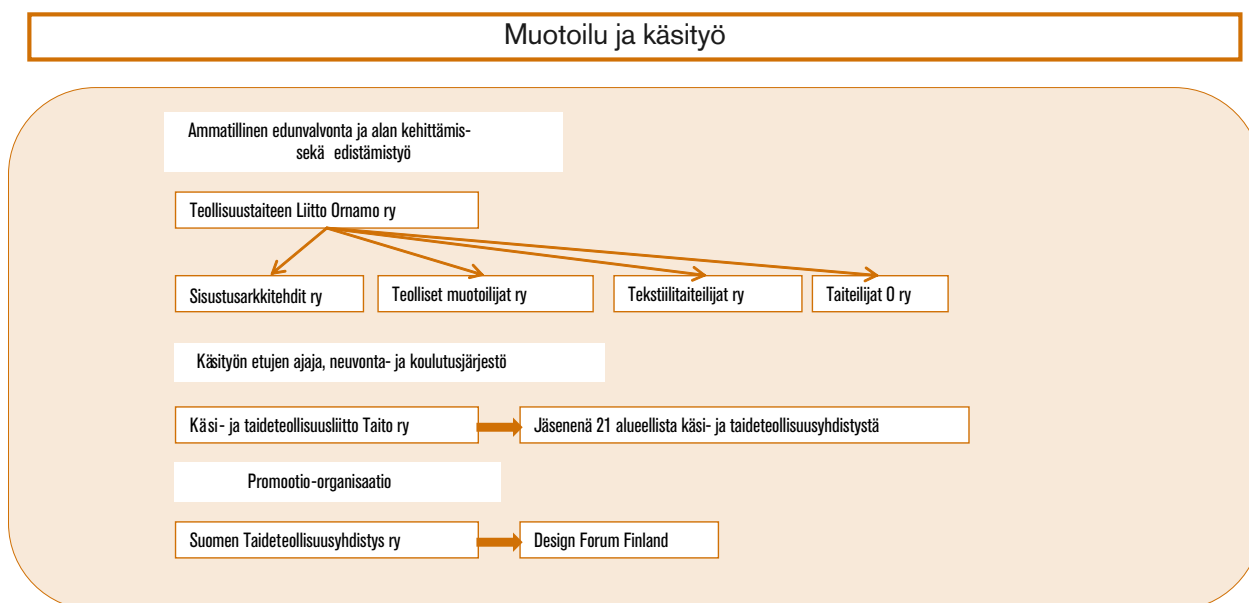 Muotoilu ja käsityö
Ammatillinen edunvalvonta ja alan kehittämis-
sekä edistämistyö
Teollisuustaiteen Liitto Ornamo ry
Sisustusarkkitehdit ry
Teolliset muotoilijat ry
Tekstiilitaiteilijat ry
Taiteilijat O ry
Käsityön etujen ajaja, neuvonta- ja koulutusjärjestö
Käsi- ja taideteollisuusliitto Taito ry
Jäsenenä 21 alueellista käsi- ja taideteollisuusyhdistystä
Promootio-organisaatio
Suomen Taideteollisuusyhdistys ry
Design Forum Finland